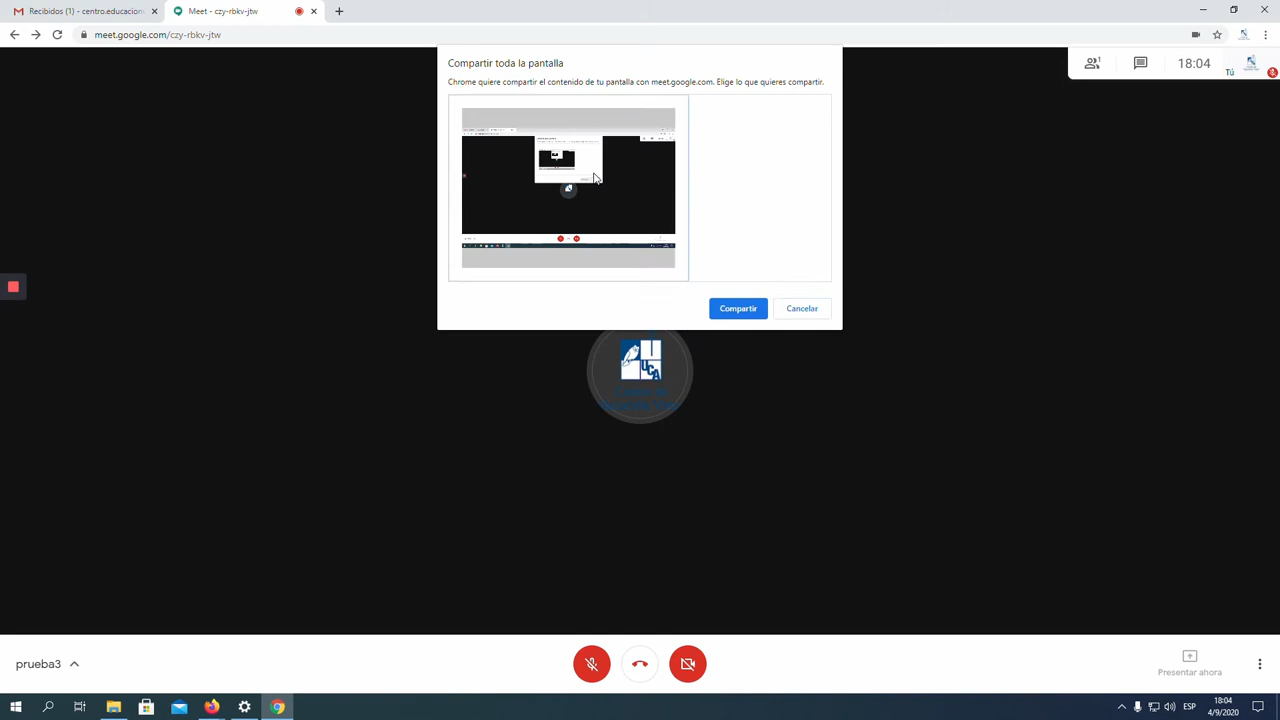 Recibidos (1) - centro.educacion
Meet - czy-rbkv-jtw
meet.google.com/czy-rbkv-jtw
Compartir toda la pantalla
Chrome quiere compartir el contenido de tu pantalla con meet.google.com. Elige lo que quieres compartir.
1
18:04
Tú
Compartir
Cancelar
U
UCA
prueba3
Presentar ahora
ESP
18:04
4/9/2020